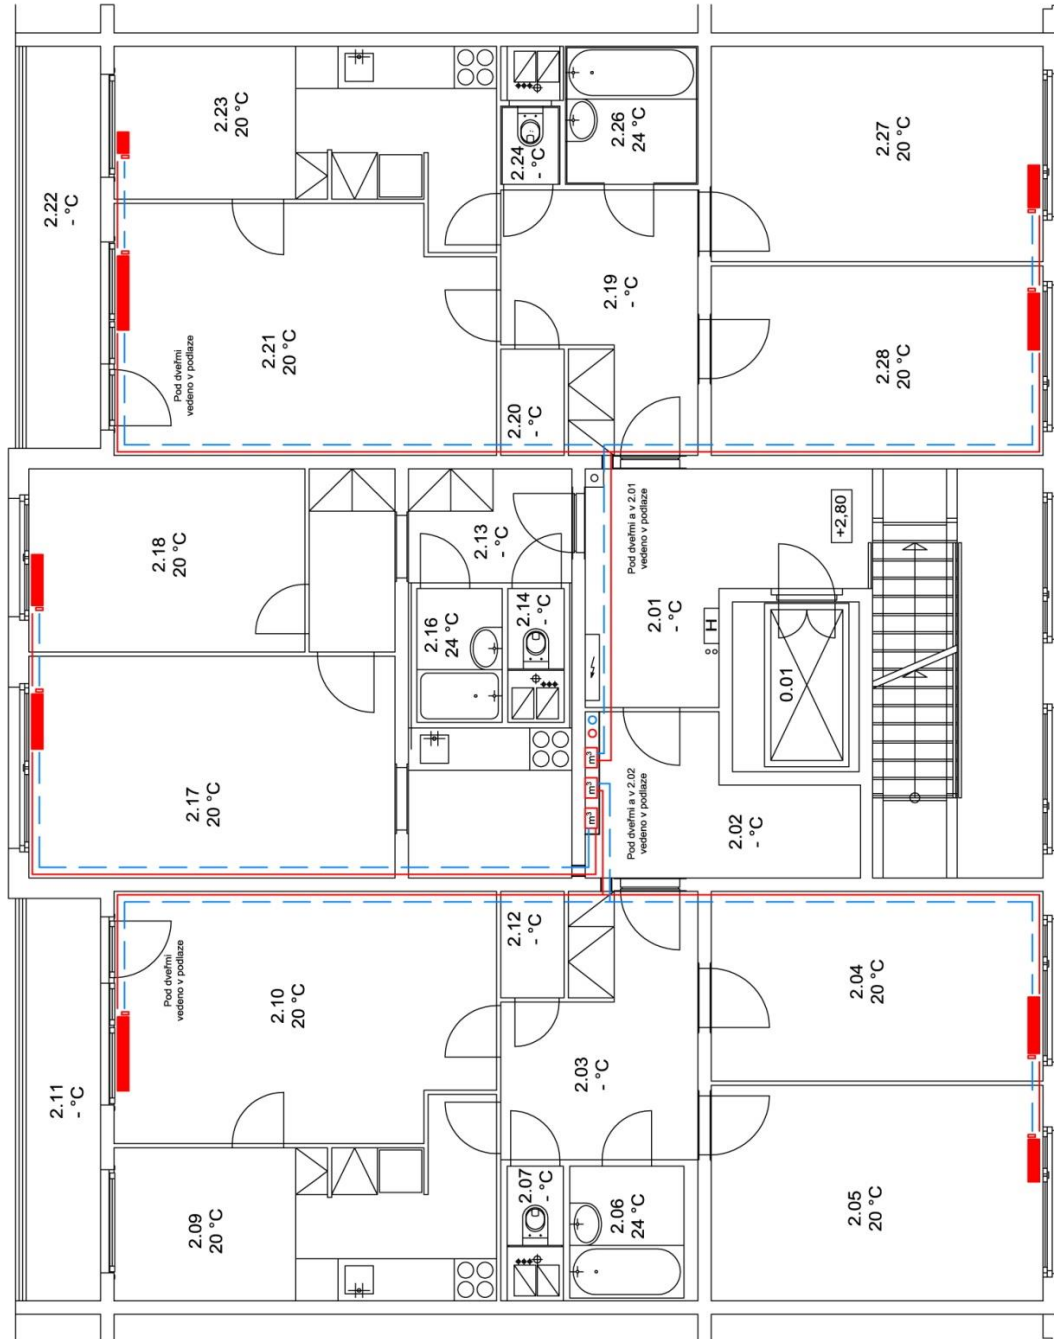 2.22
- °C
2.23
20 °C
2.24
- °C
2.26
24 °C
2.27
20 °C
2.21
20 °C
Pod dveřmi
vedeno v podlaze
2.19
- °C
2.20
- °C
2.28
20 °C
2.18
20 °C
2.13
- °C
2.14
- °C
2.16
24 °C
Pod dveřmi a v 2.01
vedeno v podlaze
2.01
- °C
H
+2,80
0.01
2.17
20 °C
m³
m³
m³
Pod dveřmi a v 2.02
vedeno v podlaze
2.02
- °C
2.11
- °C
2.10
20 °C
Pod dveřmi
vedeno v podlaze
2.12
- °C
2.03
- °C
2.04
20 °C
2.09
20 °C
2.07
- °C
2.06
24 °C
2.05
20 °C